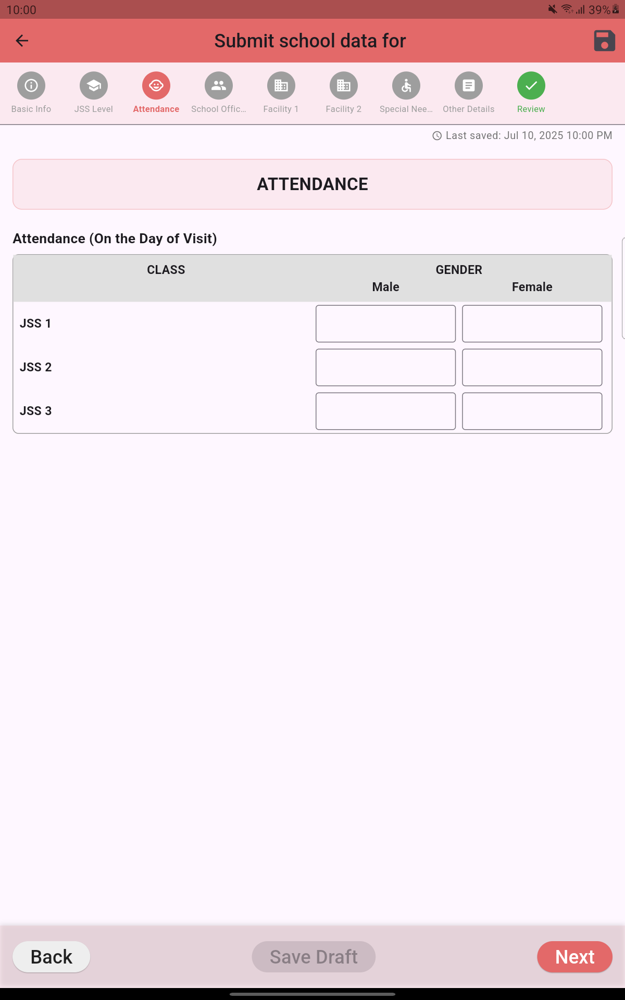 10:00
39%
Submit school data for
Basic Info
JSS Level
Attendance
School Offic...
Facility 1
Facility 2
Special Nee...
Other Details
Review
Last saved: Jul 10, 2025 10:00 PM
ATTENDANCE
Attendance (On the Day of Visit)
CLASS GENDER
Male Female
JSS 1
JSS 2
JSS 3
Back Save Draft Next